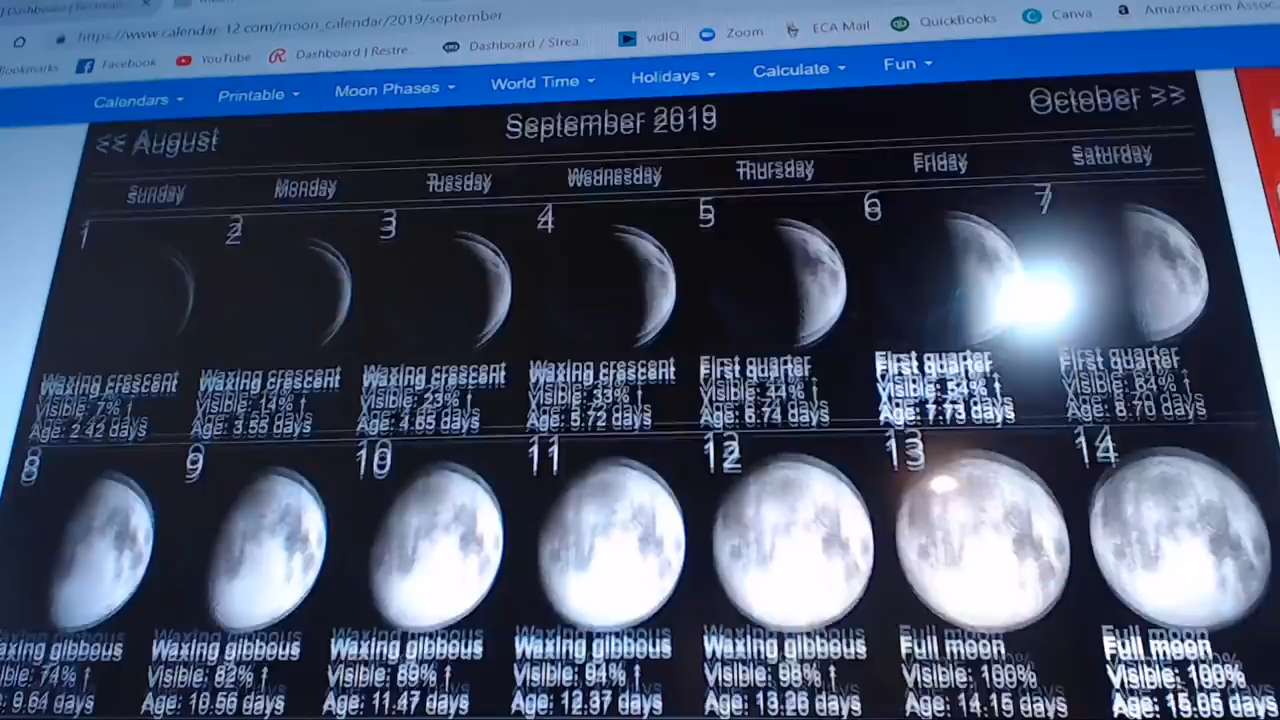 https://www.calendar-12.com/moon_calendar/2019/september
Bookmarks Facebook YouTube Dashboard | Restre... Dashboard / Strea... vidIQ Zoom ECA Mail QuickBooks Canva Amazon.com Assoc
Calendars Printable Moon Phases World Time Holidays Calculate Fun
<< August September 2019 October >>
Sunday Monday Tuesday Wednesday Thursday Friday Saturday
1 2 3 4 5 6 7
Waxing crescent Waxing crescent Waxing crescent Waxing crescent First quarter First quarter First quarter
Visible: 7% ↑ Visible: ↑ Visible: 23% ↑ Visible: 33% ↑ Visible: 44% ↑ Visible: 54% ↑ Visible: 64% ↑
Age: 2.42 days Age: 3.55 days Age: 4.65 days Age: 5.72 days Age: 6.74 days Age: 7.73 days Age: 8.70 days
8 9 10 11 12 13 14
axing gibbous Waxing gibbous Waxing gibbous Waxing gibbous Waxing gibbous Full moon Full moon
ible: 74% ↑ Visible: 82% ↑ Visible: 89% ↑ Visible: 94% ↑ Visible: 98% ↑ Visible: 100% Visible: 100%
: 9.64 days Age: 10.56 days Age: 11.47 days Age: 12.37 days Age: 13.26 days Age: 14.15 days Age: 15.05 days